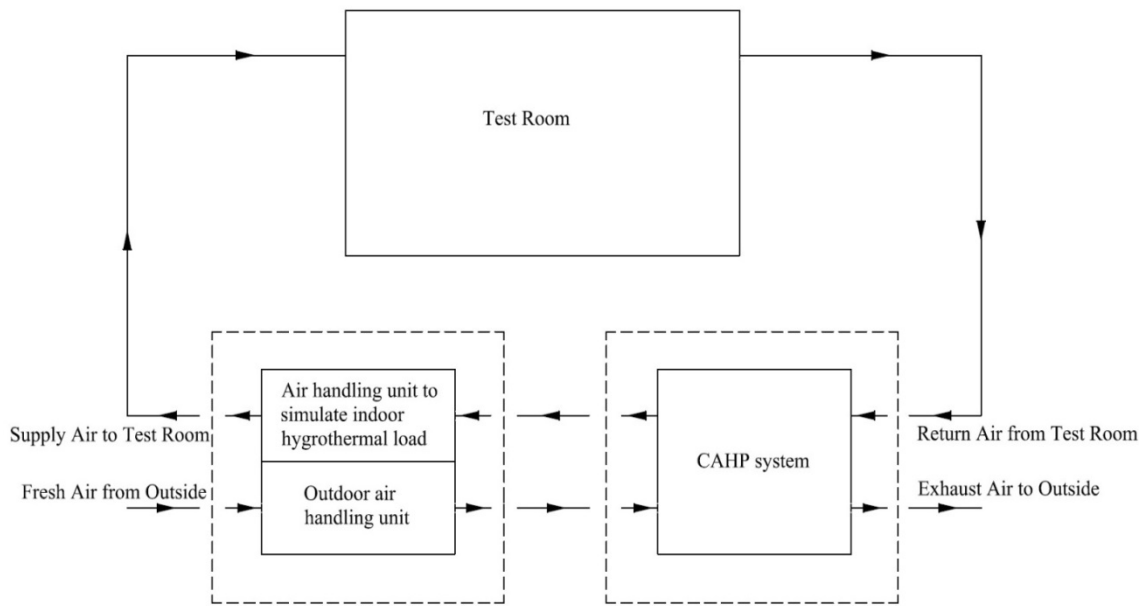 Test Room
Air handling unit to
simulate indoor
hygrothermal load
Supply Air to Test Room
Return Air from Test Room
CAHP system
Fresh Air from Outside
Outdoor air
handling unit
Exhaust Air to Outside